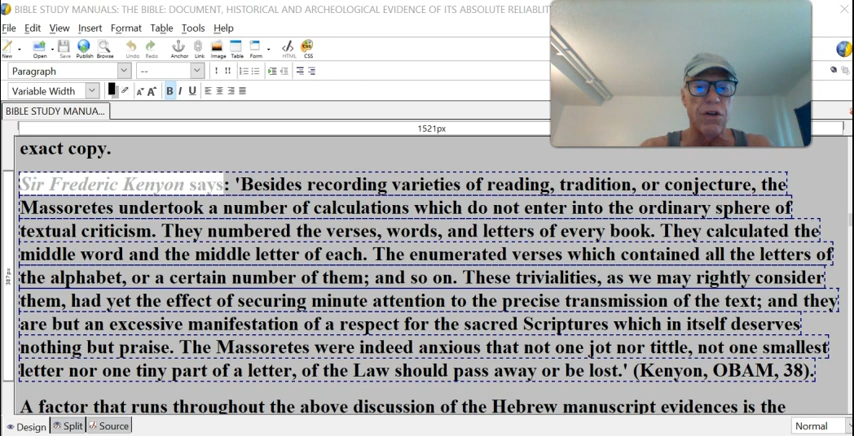 BIBLE STUDY MANUALS: THE BIBLE: DOCUMENT, HISTORICAL AND ARCHEOLOGICAL EVIDENCE OF ITS ABSOLUTE RELIABLIT
File Edit View Insert Format Table Tools Help
New Open Save Publish Browse Undo Redo Anchor Link Image Table Form HTML CSS
Paragraph --
Variable Width A A B I U
BIBLE STUDY MANUA...
1521px
387px
exact copy.
Sir Frederic Kenyon says: 'Besides recording varieties of reading, tradition, or conjecture, the
Massoretes undertook a number of calculations which do not enter into the ordinary sphere of
textual criticism. They numbered the verses, words, and letters of every book. They calculated the
middle word and the middle letter of each. The enumerated verses which contained all the letters of
the alphabet, or a certain number of them; and so on. These trivialities, as we may rightly consider
them, had yet the effect of securing minute attention to the precise transmission of the text; and they
are but an excessive manifestation of a respect for the sacred Scriptures which in itself deserves
nothing but praise. The Massoretes were indeed anxious that not one jot nor tittle, not one smallest
letter nor one tiny part of a letter, of the Law should pass away or be lost.' (Kenyon, OBAM, 38).
A factor that runs throughout the above discussion of the Hebrew manuscript evidences is the
Design Split Source Normal